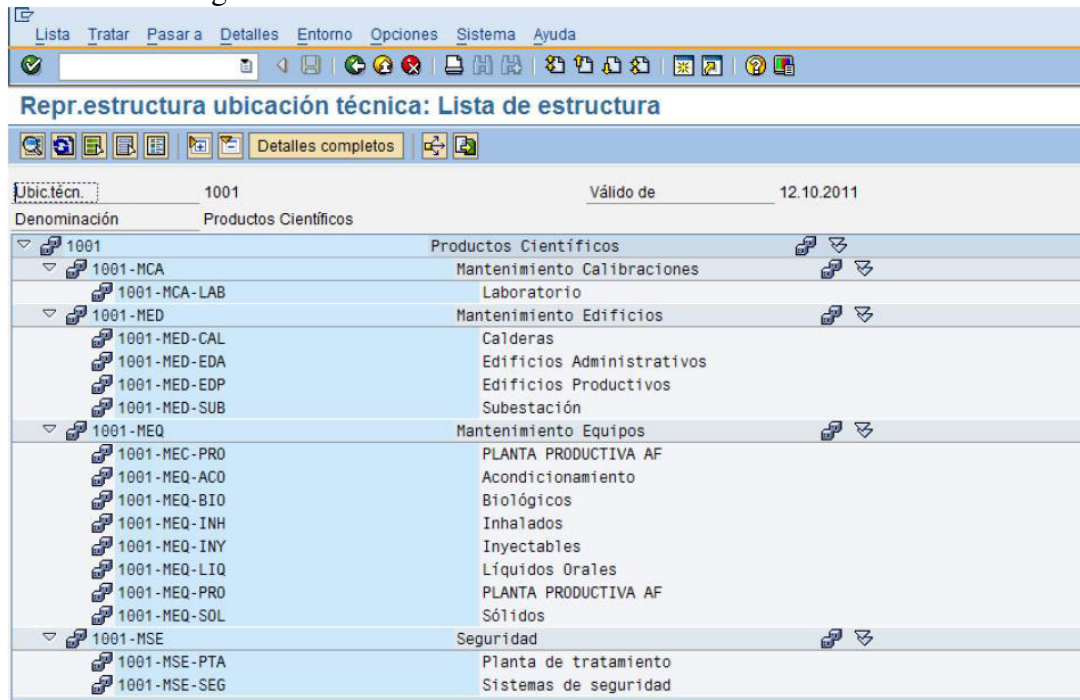 Lista Tratar Pasar a Detalles Entorno Opciones Sistema Ayuda
Repr.estructura ubicación técnica: Lista de estructura
Detalles completos
Ubic.técn. 1001 Válido de 12.10.2011
Denominación Productos Científicos
1001 Productos Científicos
1001-MCA Mantenimiento Calibraciones
1001-MCA-LAB Laboratorio
1001-MED Mantenimiento Edificios
1001-MED-CAL Calderas
1001-MED-EDA Edificios Administrativos
1001-MED-EDP Edificios Productivos
1001-MED-SUB Subestación
1001-MEQ Mantenimiento Equipos
1001-MEC-PRO PLANTA PRODUCTIVA AF
1001-MEQ-ACO Acondicionamiento
1001-MEQ-BIO Biológicos
1001-MEQ-INH Inhalados
1001-MEQ-INY Inyectables
1001-MEQ-LIQ Líquidos Orales
1001-MEQ-PRO PLANTA PRODUCTIVA AF
1001-MEQ-SOL Sólidos
1001-MSE Seguridad
1001-MSE-PTA Planta de tratamiento
1001-MSE-SEG Sistemas de seguridad